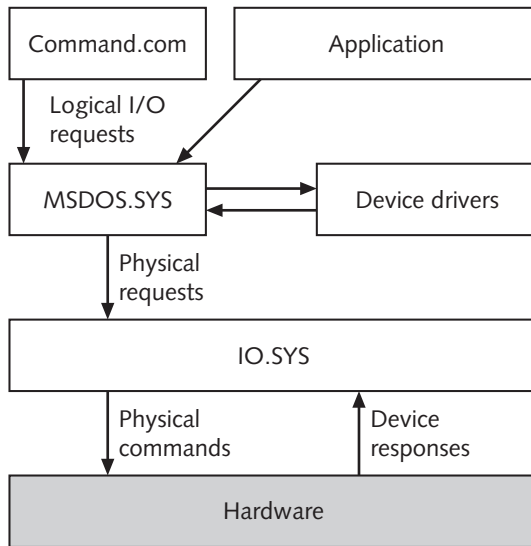 Command.com
Application
Logical I/O
requests
MSDOS.SYS
Device drivers
Physical
requests
IO.SYS
Physical
commands
Device
responses
Hardware